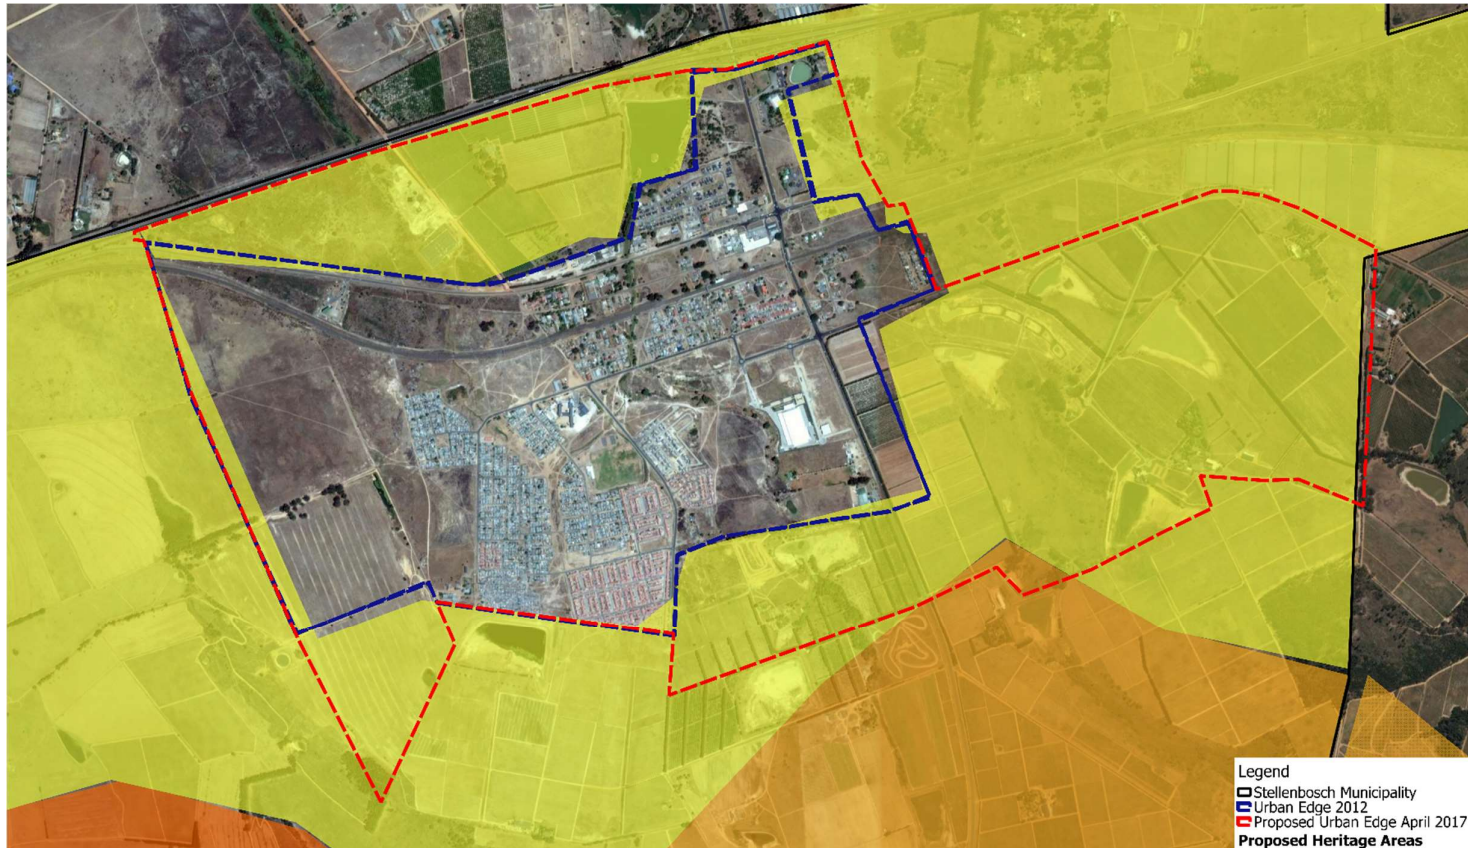 Legend
Stellenbosch Municipality
Urban Edge 2012
Proposed Urban Edge April 2017
Proposed Heritage Areas